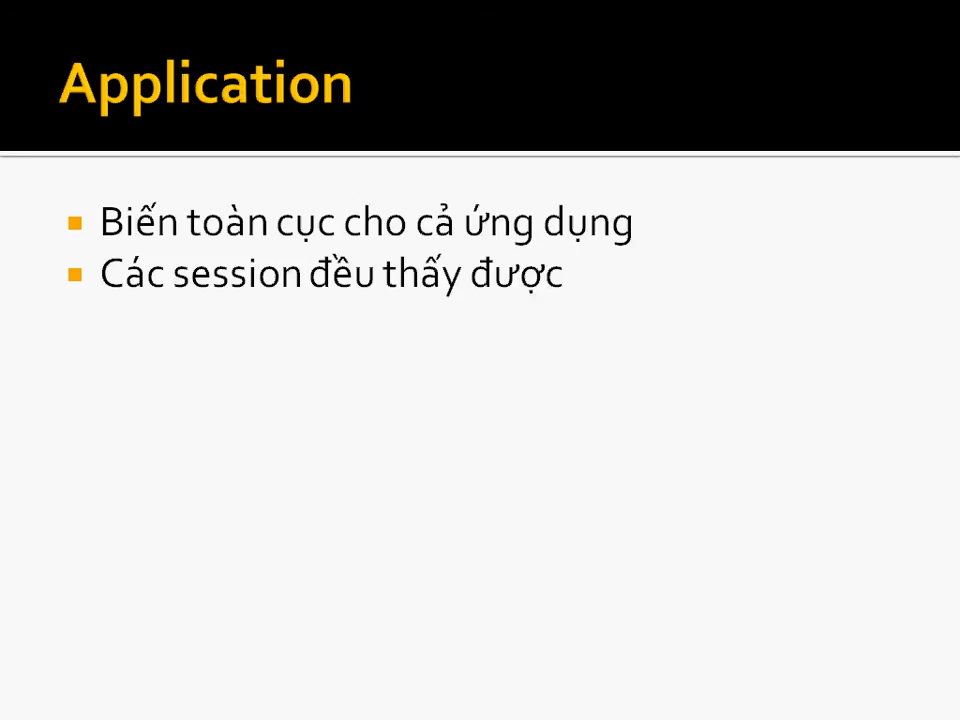 Application
Biến toàn cục cho cả ứng dụng
Các session đều thấy được